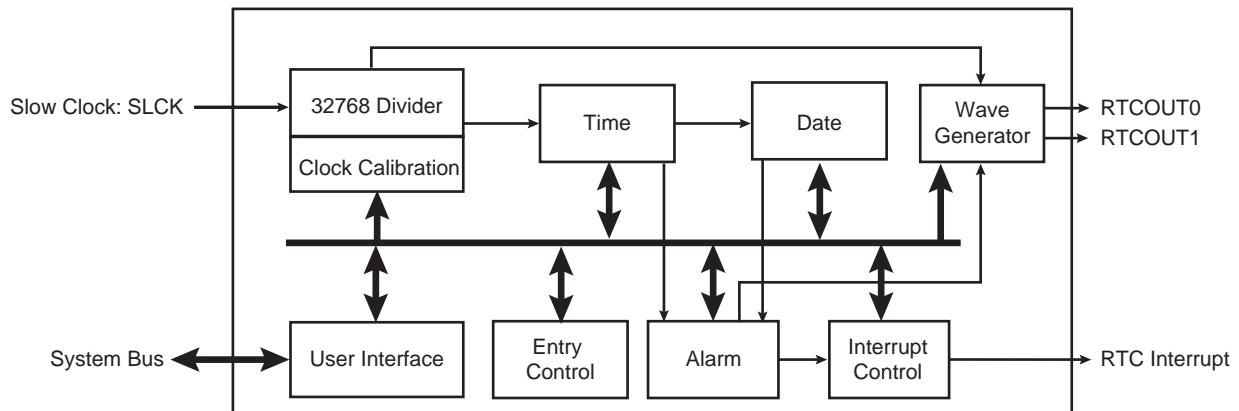 Slow Clock: SLCK
32768 Divider
Clock Calibration
Time
Date
Wave
Generator
RTCOUT0
RTCOUT1
System Bus
User Interface
Entry
Control
Alarm
Interrupt
Control
RTC Interrupt